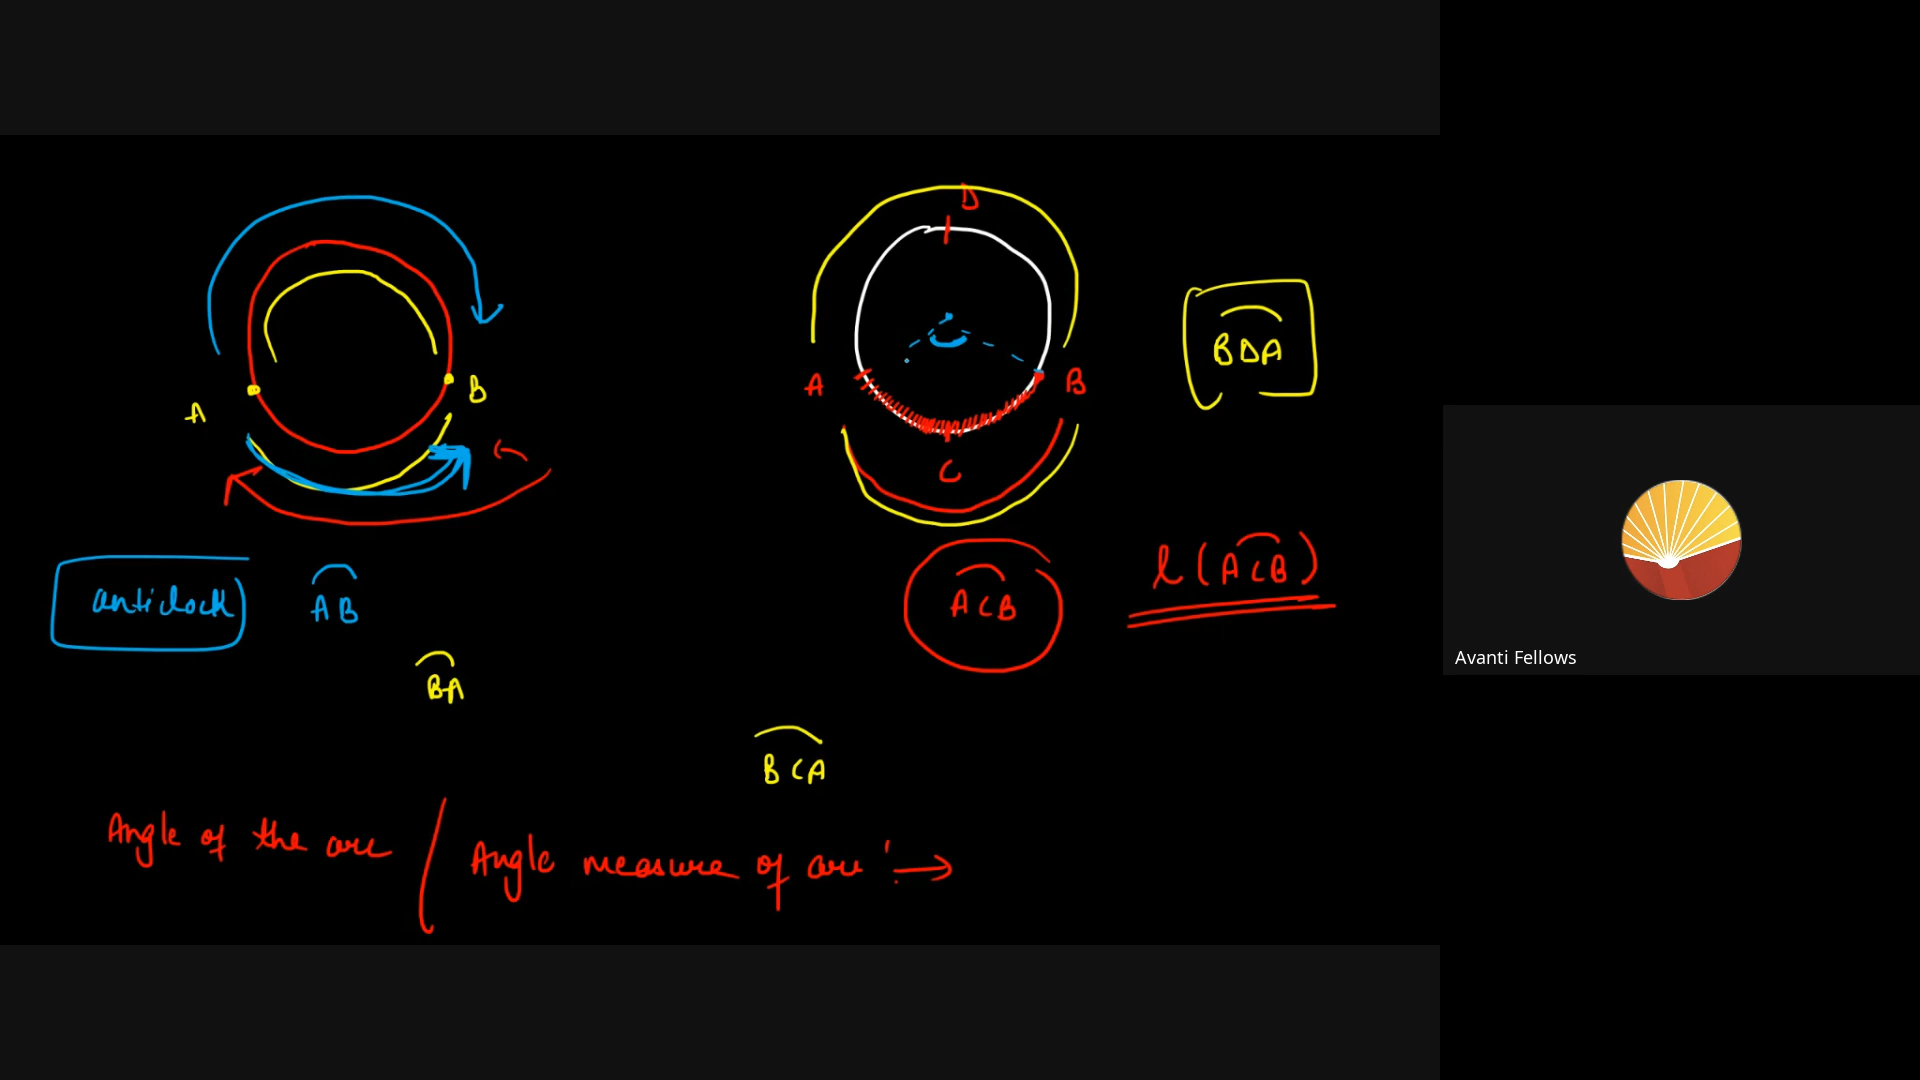 D
A
B
A
B
C
BDA
anticlock
AB
ACB
l(ACB)
BA
BCA
Angle of the arc / Angle measure of arc :→
Avanti Fellows